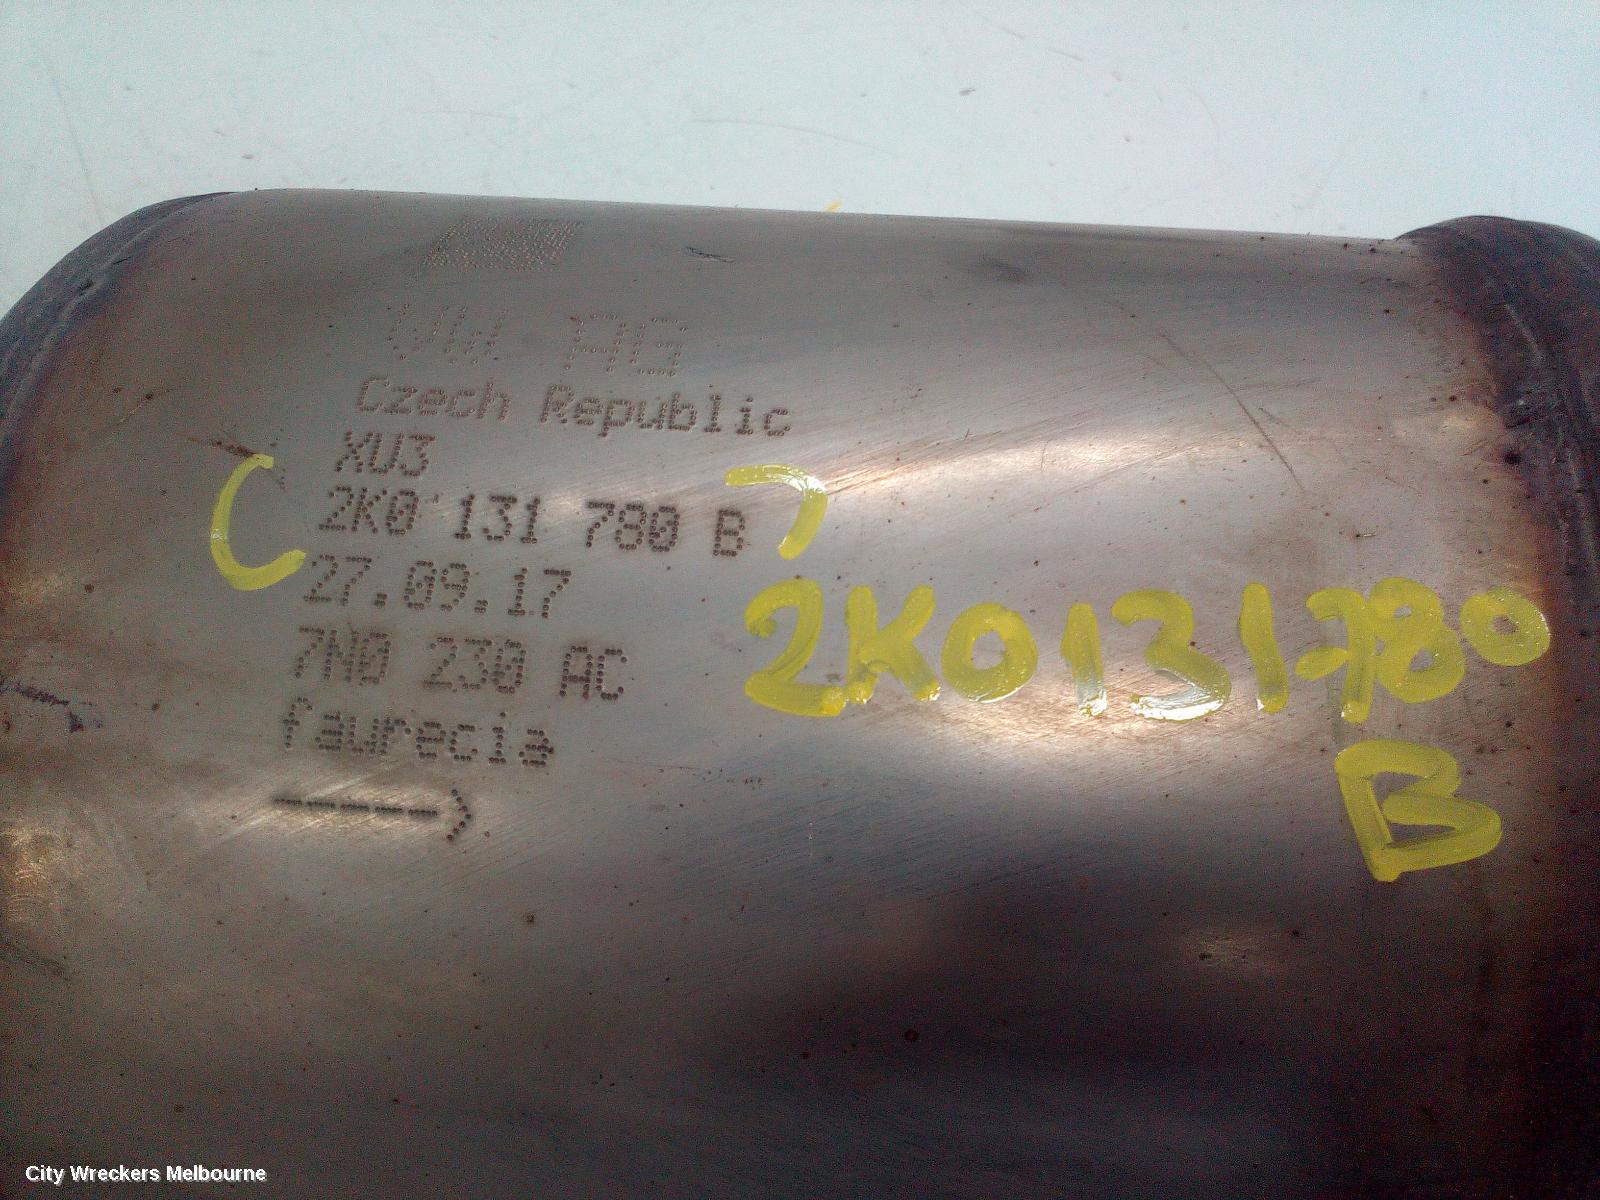 VW AG
Czech Republic
XU3
2K0 131 780 B
27.09.17
7N0 230 AC
faurecia
2K0131780
B
City Wreckers Melbourne